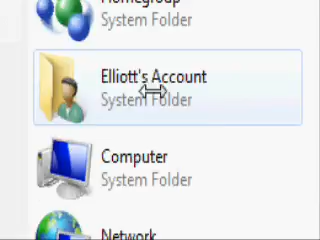 Homegroup
System Folder
Elliott's Account
System Folder
Computer
System Folder
Network